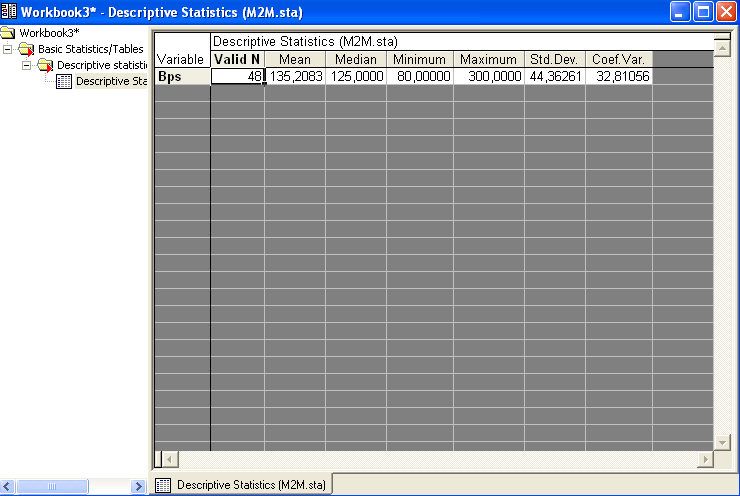 Workbook3* - Descriptive Statistics (M2M.sta)
Workbook3*
Basic Statistics/Tables
Descriptive statisti
Descriptive Sta
Descriptive Statistics (M2M.sta)
Variable Valid N Mean Median Minimum Maximum Std.Dev. Coef.Var.
Bps 48 135,2083 125,0000 80,00000 300,0000 44,36261 32,81056
Descriptive Statistics (M2M.sta)